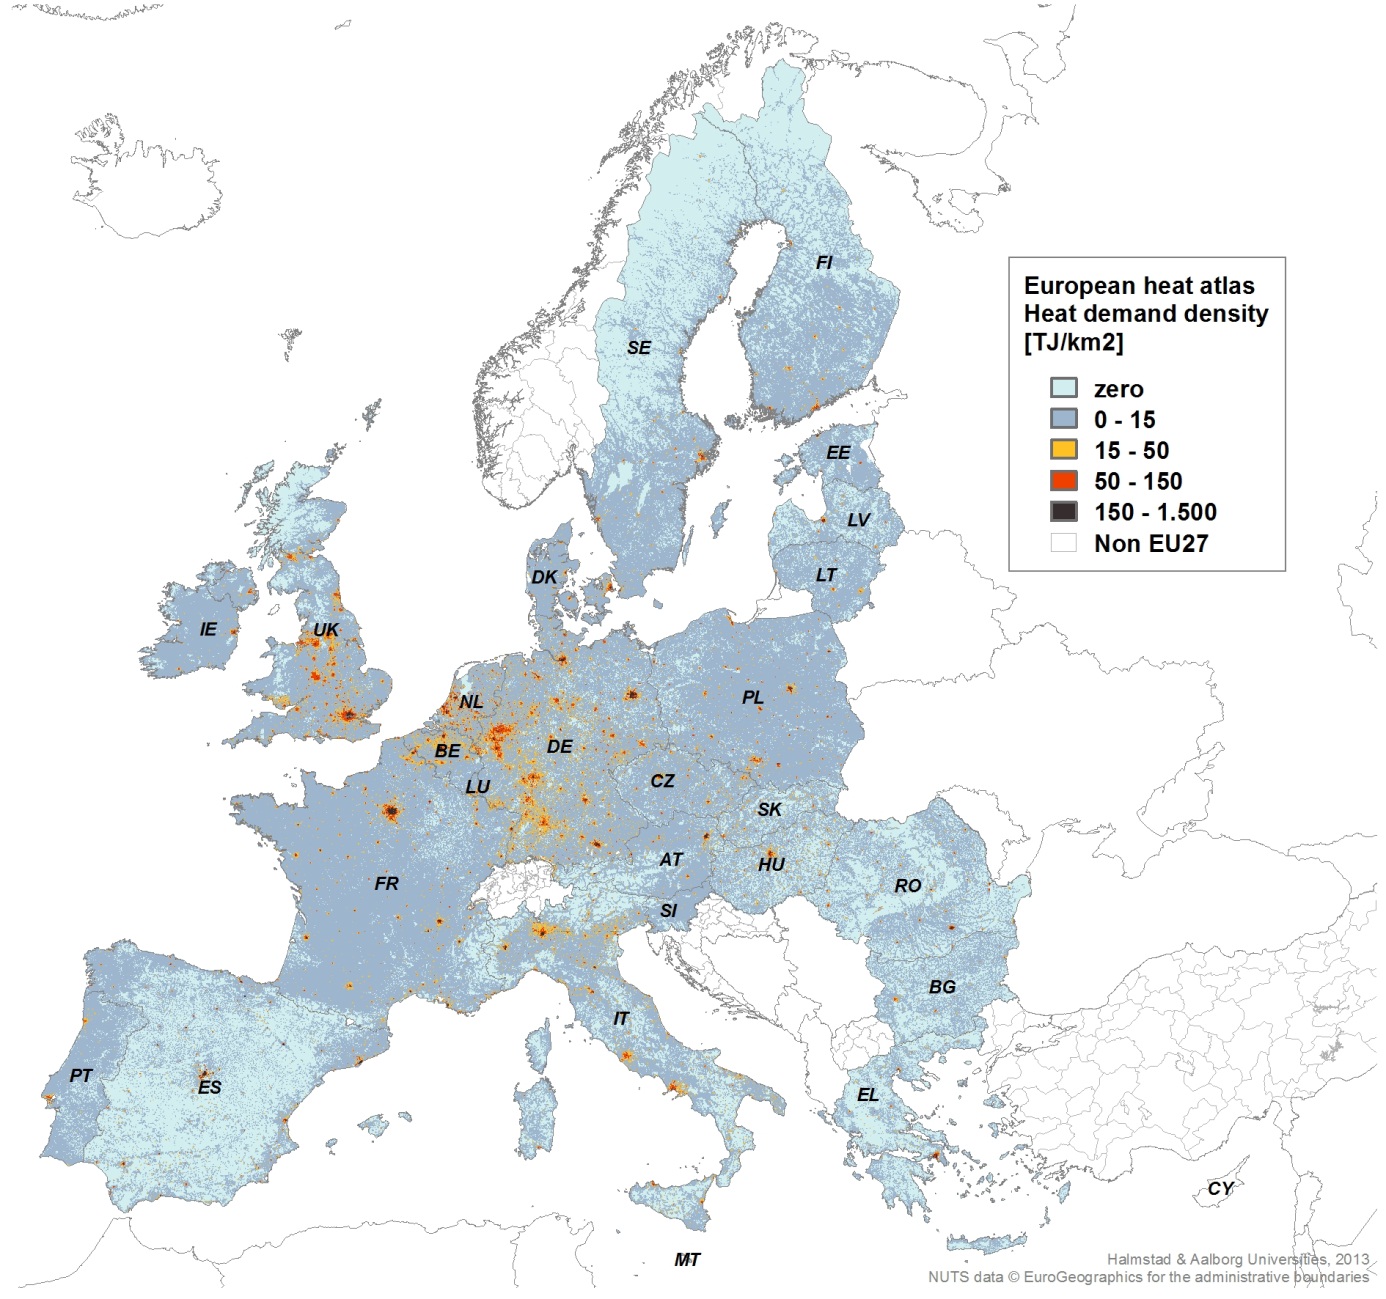 European heat atlas
Heat demand density
[TJ/km2]
zero
0 - 15
15 - 50
50 - 150
150 - 1.500
Non EU27
FI
SE
EE
LV
LT
DK
IE
UK
NL
PL
BE
DE
LU
CZ
SK
AT
HU
FR
RO
SI
BG
IT
PT
ES
EL
CY
MT
Halmstad & Aalborg Universities, 2013
NUTS data © EuroGeographics for the administrative boundaries